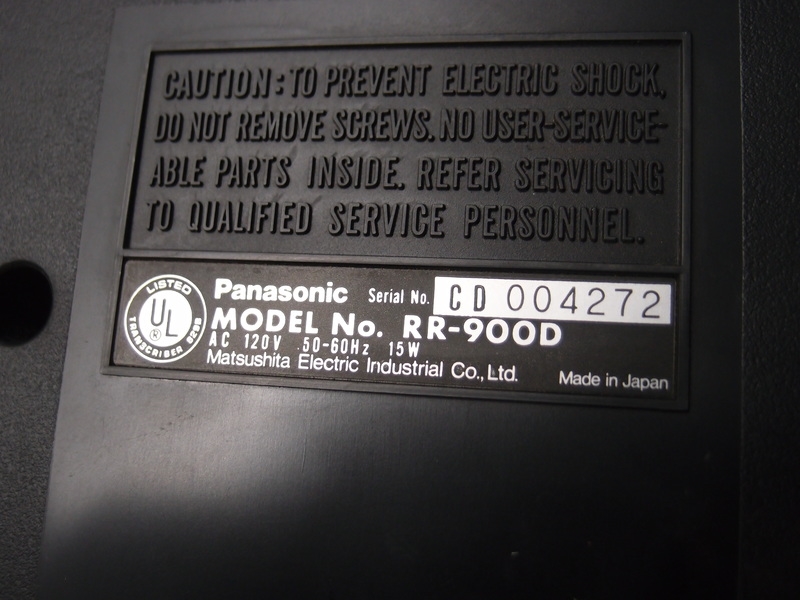 CAUTION: TO PREVENT ELECTRIC SHOCK,
DO NOT REMOVE SCREWS. NO USER-SERVICE-
ABLE PARTS INSIDE. REFER SERVICING
TO QUALIFIED SERVICE PERSONNEL.
LISTED
UL
®
TRANSCRIBER 829B
Panasonic Serial No. CD 004272
MODEL No. RR-900D
AC 120V 50-60Hz 15W
Matsushita Electric Industrial Co., Ltd.
Made in Japan